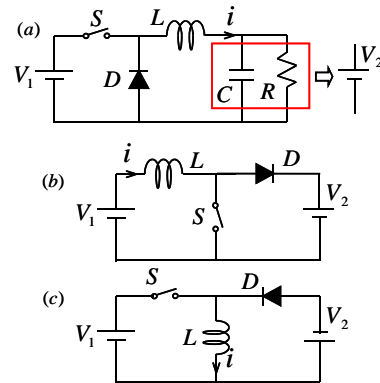 (a) S L i
V1 D C R V2
(b) i L D
V1 S V2
(c) S D
V1 L i V2